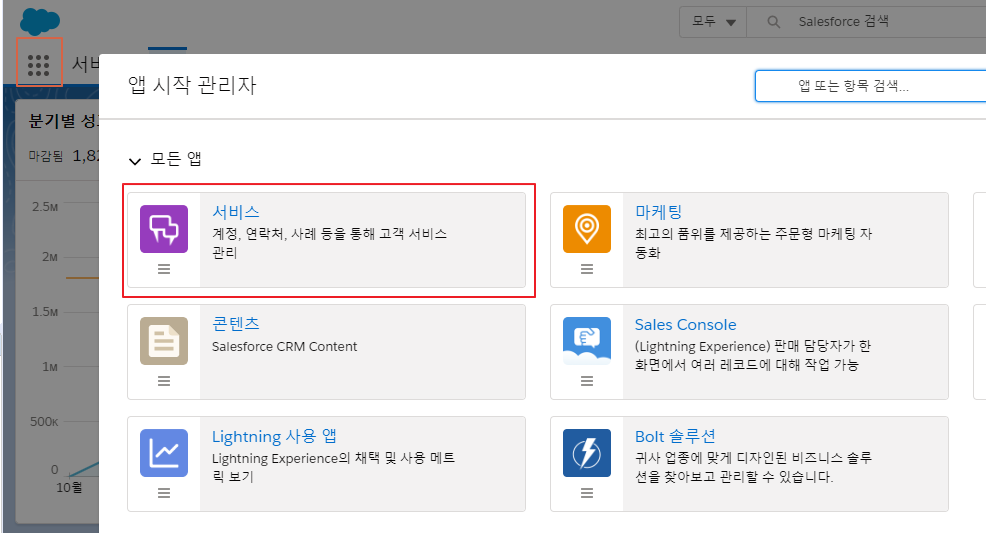 모두
Salesforce 검색
서비
앱 시작 관리자
앱 또는 항목 검색...
분기별 성
마감됨 1,82
모든 앱
서비스
계정, 연락처, 사례 등을 통해 고객 서비스
관리
마케팅
최고의 품위를 제공하는 주문형 마케팅 자
동화
콘텐츠
Salesforce CRM Content
Sales Console
(Lightning Experience) 판매 담당자가 한
화면에서 여러 레코드에 대해 작업 가능
Lightning 사용 앱
Lightning Experience의 채택 및 사용 메트
릭 보기
Bolt 솔루션
귀사 업종에 맞게 디자인된 비즈니스 솔루
션을 찾아보고 관리할 수 있습니다.
2.5M
2M
1.5M
1M
500K
0
10월